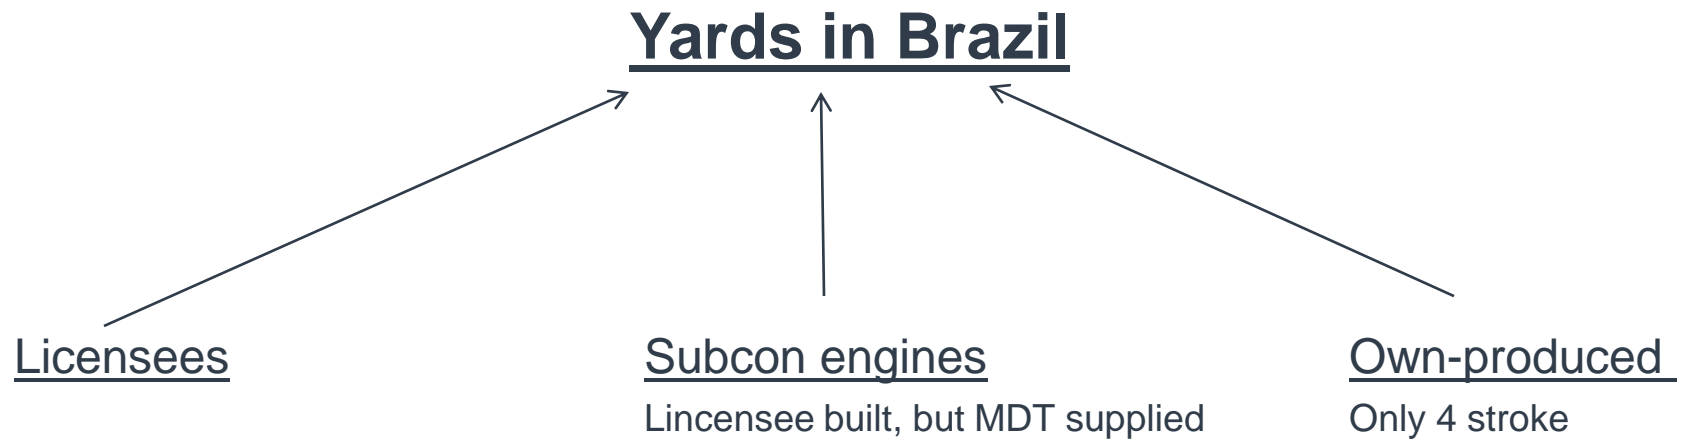 Yards in Brazil
Licensees
Subcon engines
Own-produced
Lincensee built, but MDT supplied
Only 4 stroke